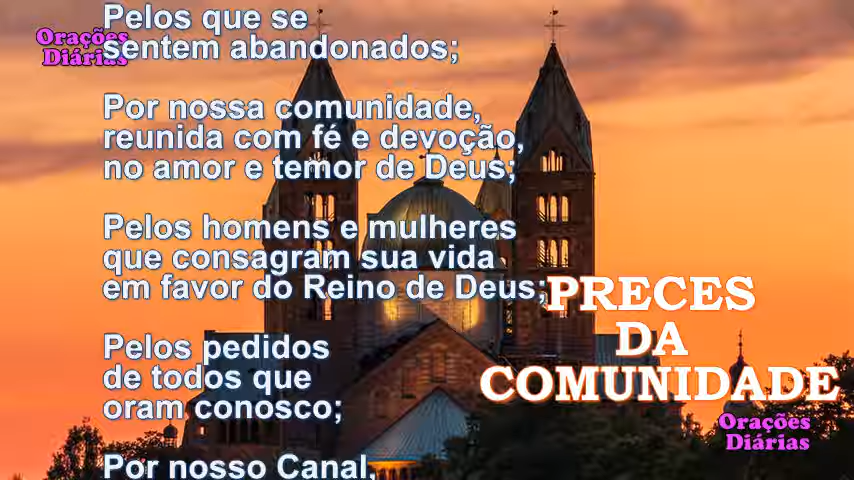 Orações
Diárias
Pelos que se
sentem abandonados;
Por nossa comunidade,
reunida com fé e devoção,
no amor e temor de Deus;
Pelos homens e mulheres
que consagram sua vida
em favor do Reino de Deus;
Pelos pedidos
de todos que
oram conosco;
Por nosso Canal,
PRECES
DA
COMUNIDADE
Orações
Diárias